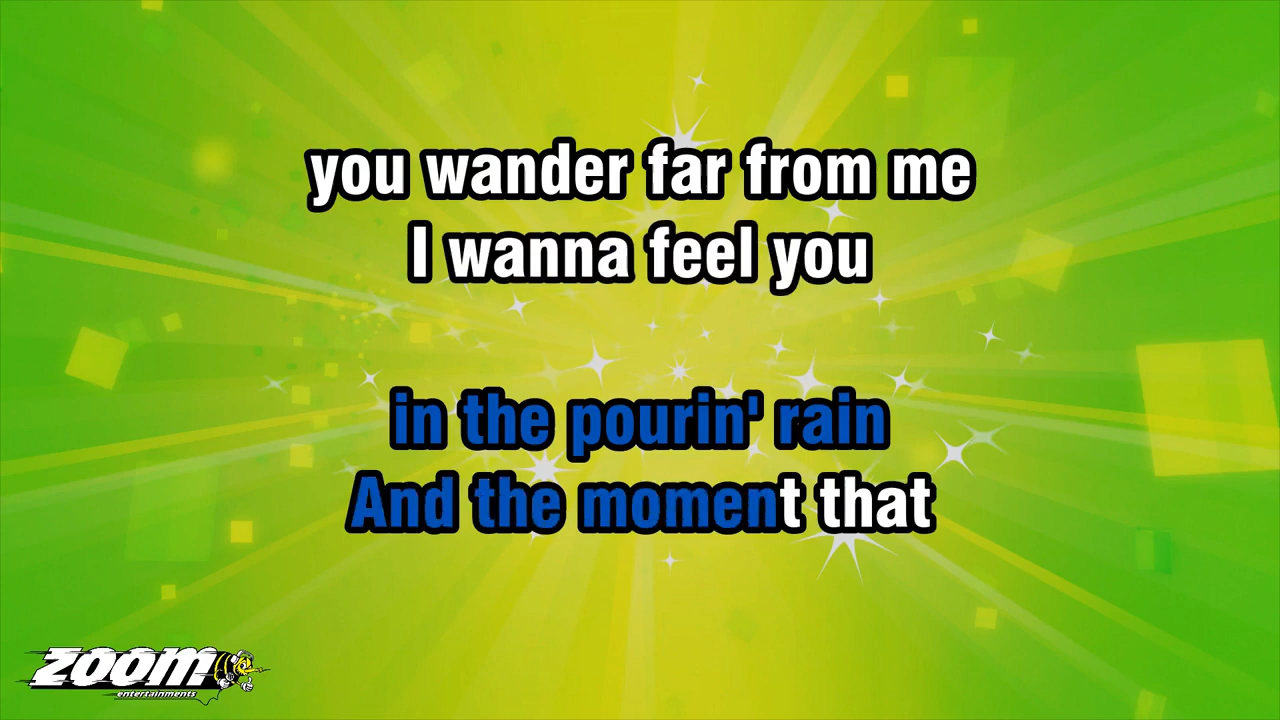 you wander far from me
I wanna feel you
in the pourin' rain
And the moment that
zoom
entertainments